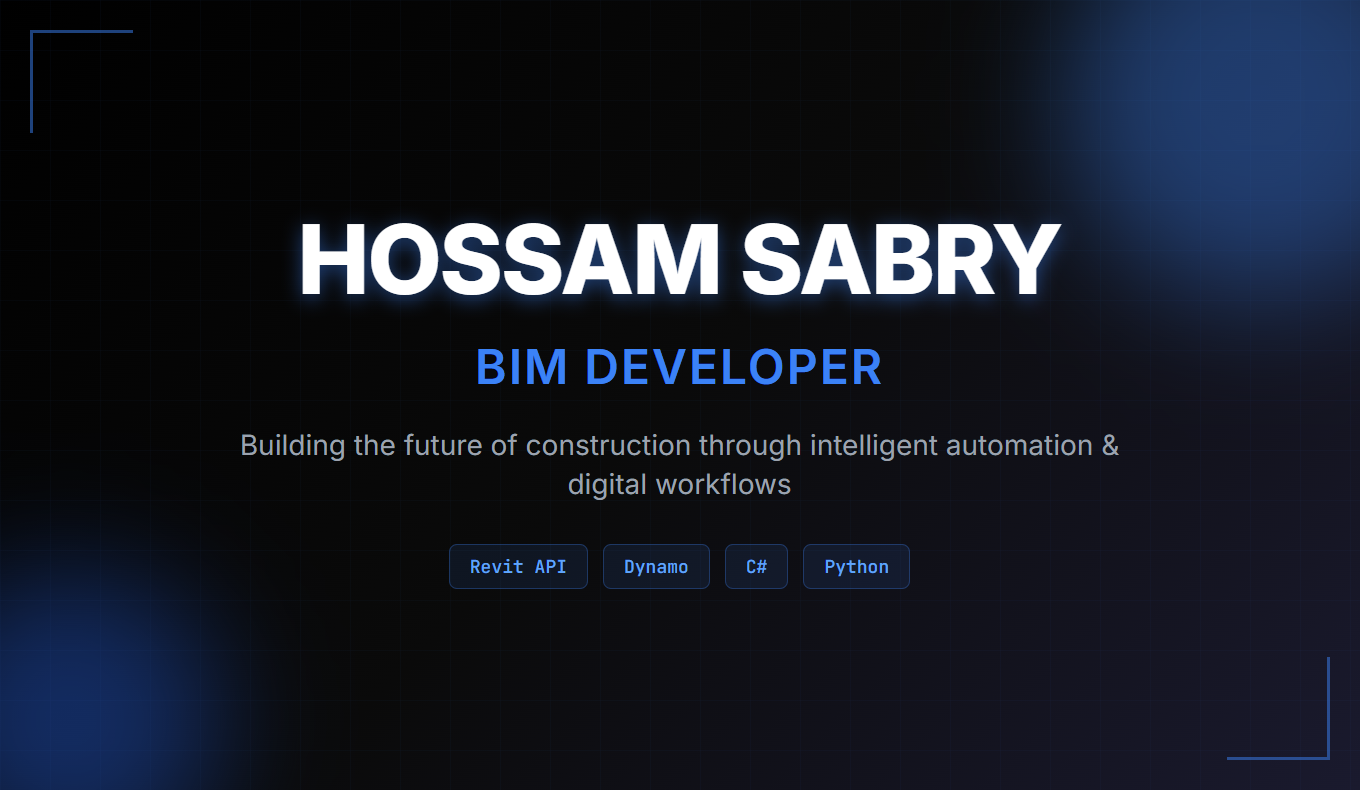 HOSSAM SABRY
BIM DEVELOPER
Building the future of construction through intelligent automation &
digital workflows
Revit API Dynamo C# Python